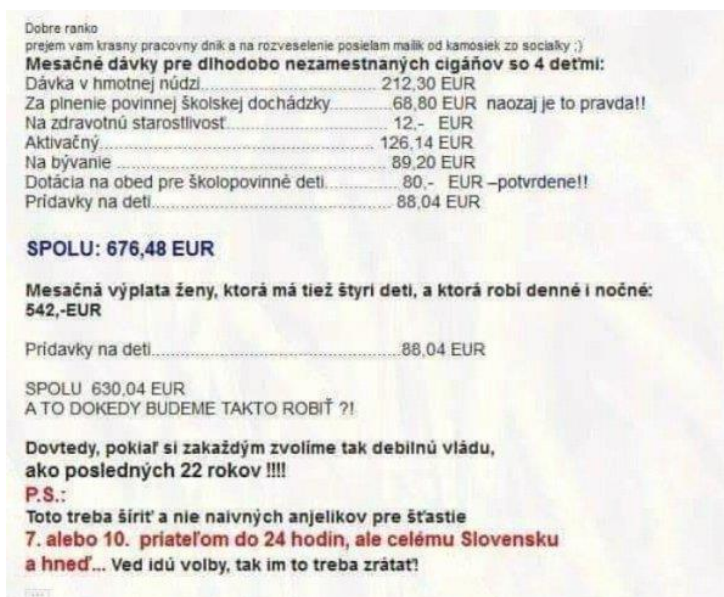 Dobre ranko
prejem vam krasny pracovny dnik a na rozveselenie posielam mailik od kamosiek zo socialky ;)
Mesačné dávky pre dlhodobo nezamestnaných cigáňov so 4 deťmi:
Dávka v hmotnej núdzi.......................................... 212,30 EUR
Za plnenie povinnej školskej dochádzky..............68,80 EUR naozaj je to pravda!!
Na zdravotnú starostlivosť..................................... 12,- EUR
Aktivačný............................................................126,14 EUR
Na bývanie ........................................................... 89,20 EUR
Dotácia na obed pre školopovinné deti................. 80,- EUR –potvrdene!!
Prídavky na deti...................................................... 88,04 EUR
SPOLU: 676,48 EUR
Mesačná výplata ženy, ktorá má tiež štyri deti, a ktorá robí denné i nočné:
542,-EUR
Prídavky na deti......................................................88,04 EUR
SPOLU 630,04 EUR
A TO DOKEDY BUDEME TAKTO ROBIŤ ?!
Dovtedy, pokiaľ si zakaždým zvolíme tak debilnú vládu,
ako posledných 22 rokov !!!!
P.S.:
Toto treba šíriť a nie naivných anjelikov pre šťastie
7. alebo 10. priateľom do 24 hodin, ale celému Slovensku
a hneď... Veď idú volby, tak im to treba zrátať!